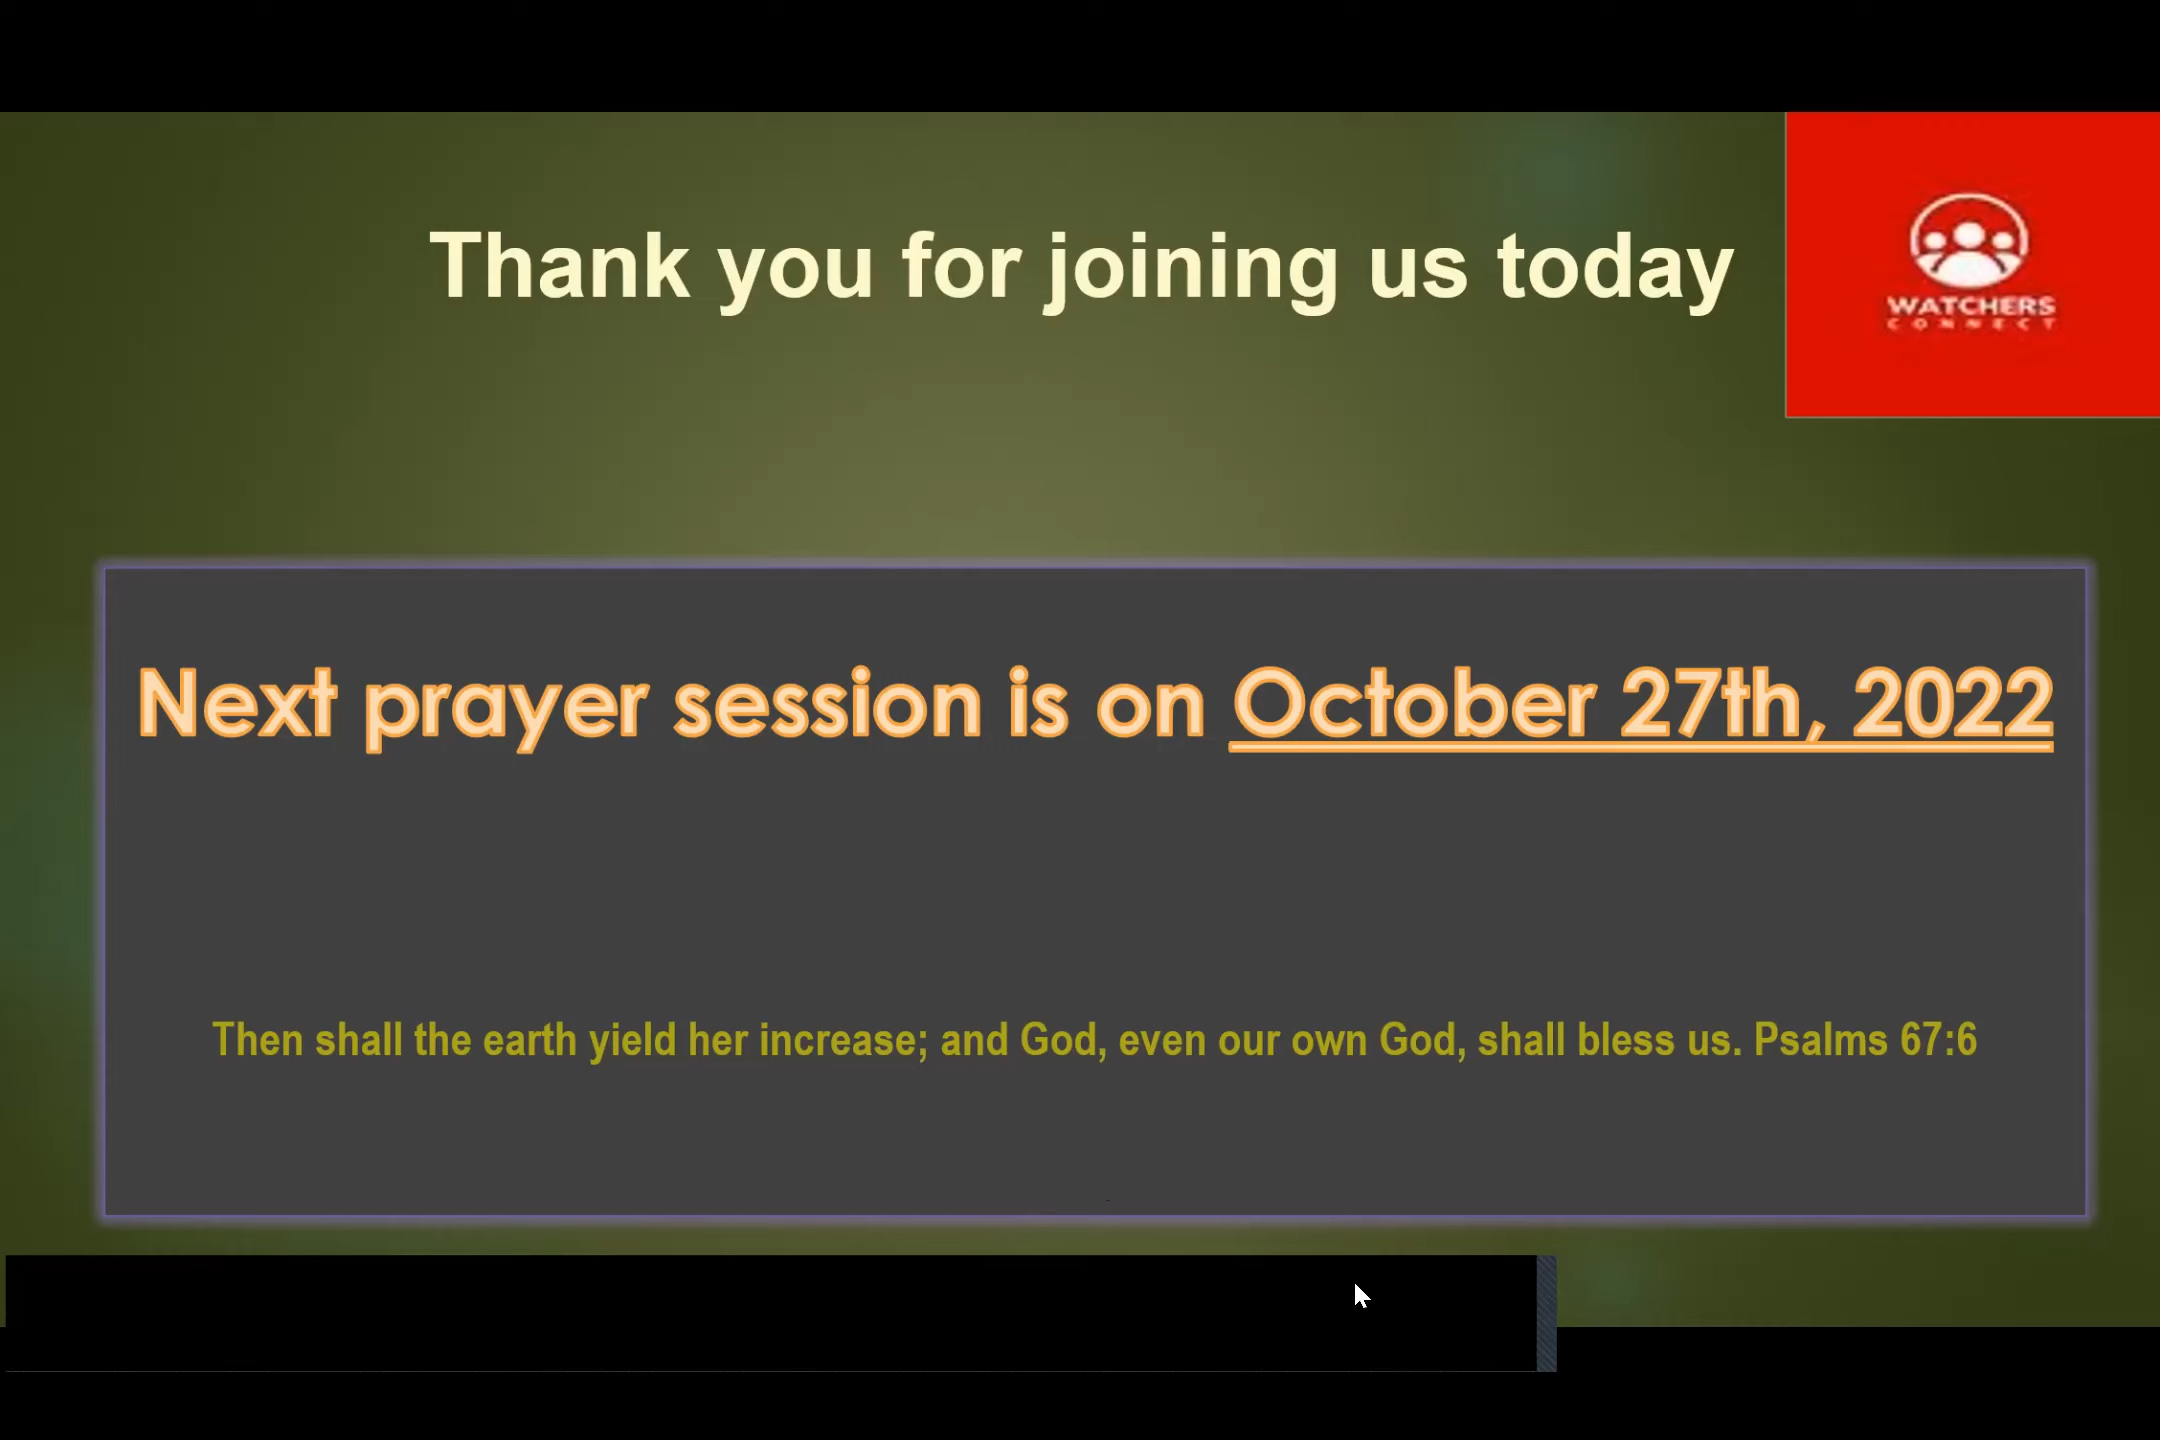 Thank you for joining us today
WATCHERS
CONNECT
Next prayer session is on October 27th, 2022
Then shall the earth yield her increase; and God, even our own God, shall bless us. Psalms 67:6